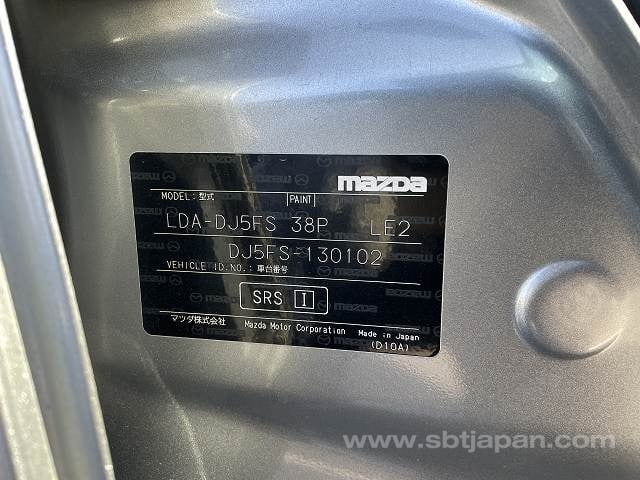 mazda
MODEL:型式 PAINT
LDA-DJ5FS 38P LE2
DJ5FS-130102
VEHICLE ID.NO.:車台番号
SRS I
マツダ株式会社 Mazda Motor Corporation Made in Japan
(D10A)
www.sbtjapan.com